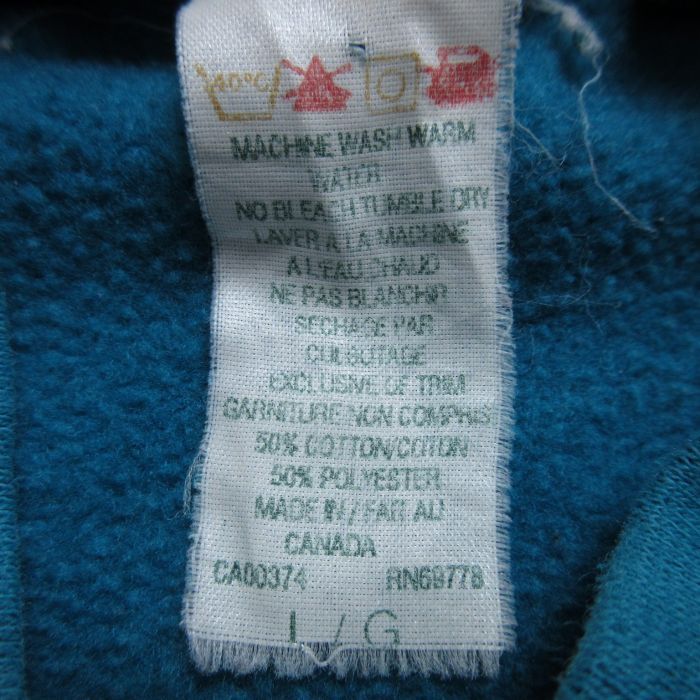 40°C
MACHINE WASH WARM
WATER
NO BLEACH TUMBLE DRY
LAVER A LA MACHINE
A L'EAU CHAUD
NE PAS BLANCHIR
SECHAGE PAR
CULBUTAGE
EXCLUSIVE OF TRIM
GARNITURE NON COMPRIS
50% COTTON/COTON
50% POLYESTER
MADE IN / FAIT AU
CANADA
CA00374 RN69778
L/G